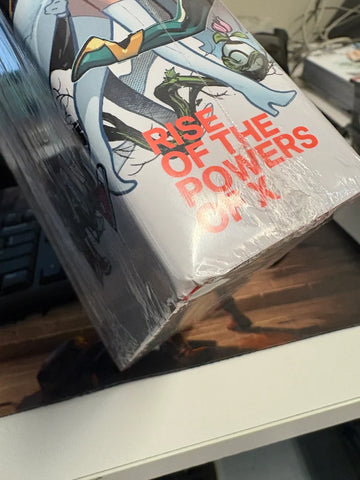 RISE
OF THE
POWERS
OF X